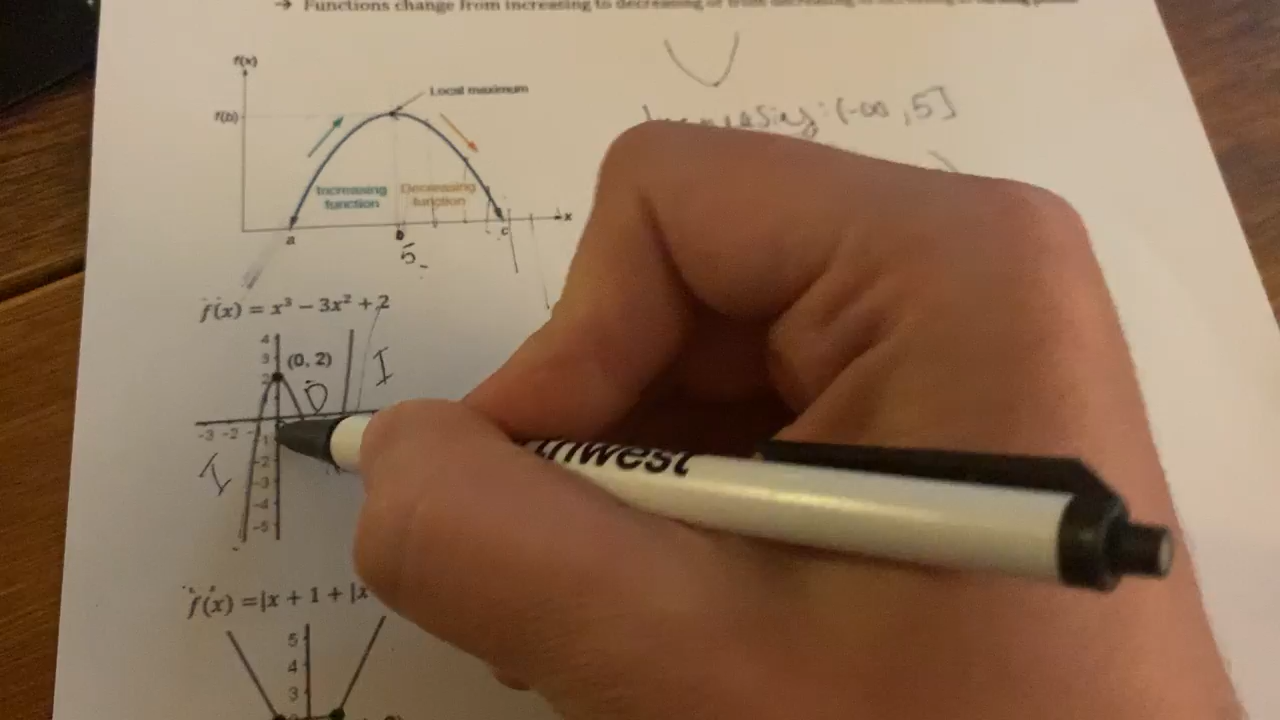 → Functions change from increasing to decreasing or from decreasing to increasing
f(x)
Local maximum
f(b)
Increasing: (-∞, 5]
Increasing function
Decreasing function
x
a
b
c
5
f(x) = x³ − 3x² + 2
4
3
(0, 2)
2
I
D
-3 -2
-1
I
-2
-3
-4
-5
thwest
f(x) =|x + 1 + |x
5
4
3